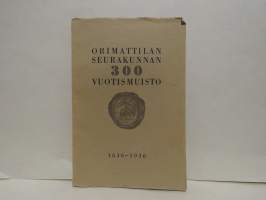 ORIMATTILAN
SEURAKUNNAN
300
VUOTISMUISTO
1636-1936